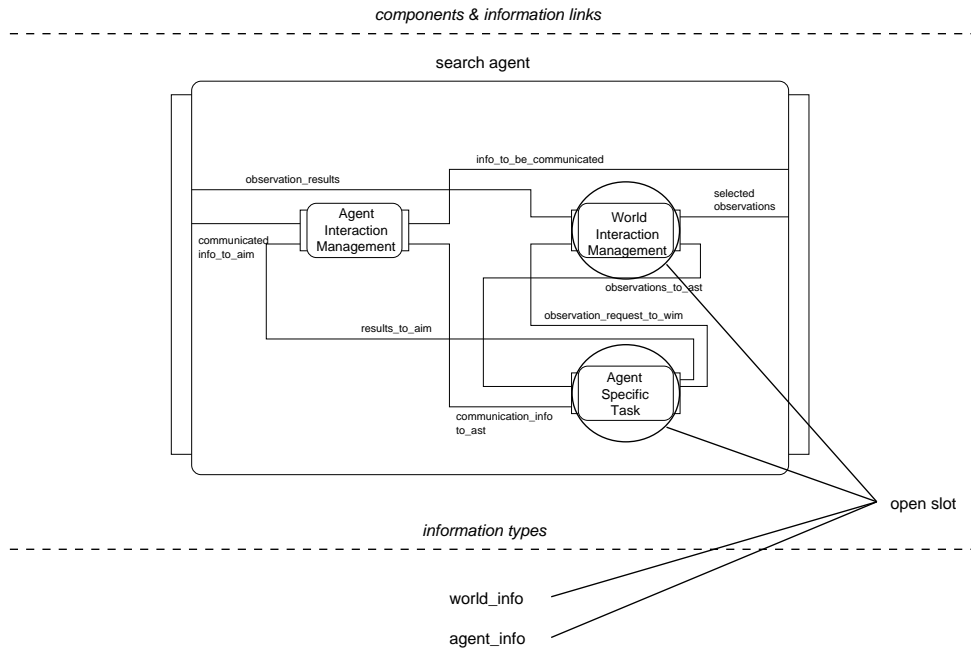 components & information links
search agent
info_to_be_communicated
observation_results
selected
observations
Agent
Interaction
Management
World
Interaction
Management
communicated
info_to_aim
observations_to_ast
observation_request_to_wim
results_to_aim
Agent
Specific
Task
communication_info
to_ast
open slot
information types
world_info
agent_info